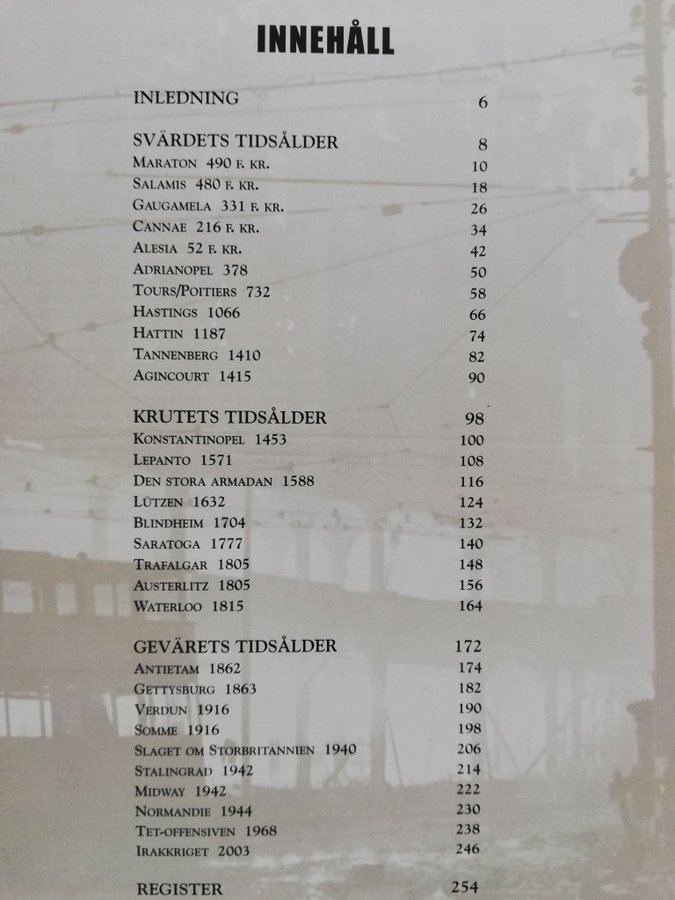 INNEHÅLL
INLEDNING 6
SVÄRDETS TIDSÅLDER 8
MARATON 490 F. KR. 10
SALAMIS 480 F. KR. 18
GAUGAMELA 331 F. KR. 26
CANNAE 216 F. KR. 34
ALESIA 52 F. KR. 42
ADRIANOPEL 378 50
TOURS/POITIERS 732 58
HASTINGS 1066 66
HATTIN 1187 74
TANNENBERG 1410 82
AGINCOURT 1415 90
KRUTETS TIDSÅLDER 98
KONSTANTINOPEL 1453 100
LEPANTO 1571 108
DEN STORA ARMADAN 1588 116
LÜTZEN 1632 124
BLINDHEIM 1704 132
SARATOGA 1777 140
TRAFALGAR 1805 148
AUSTERLITZ 1805 156
WATERLOO 1815 164
GEVÄRETS TIDSÅLDER 172
ANTIETAM 1862 174
GETTYSBURG 1863 182
VERDUN 1916 190
SOMME 1916 198
SLAGET OM STORBRITANNIEN 1940 206
STALINGRAD 1942 214
MIDWAY 1942 222
NORMANDIE 1944 230
TET-OFFENSIVEN 1968 238
IRAKKRIGET 2003 246
REGISTER 254